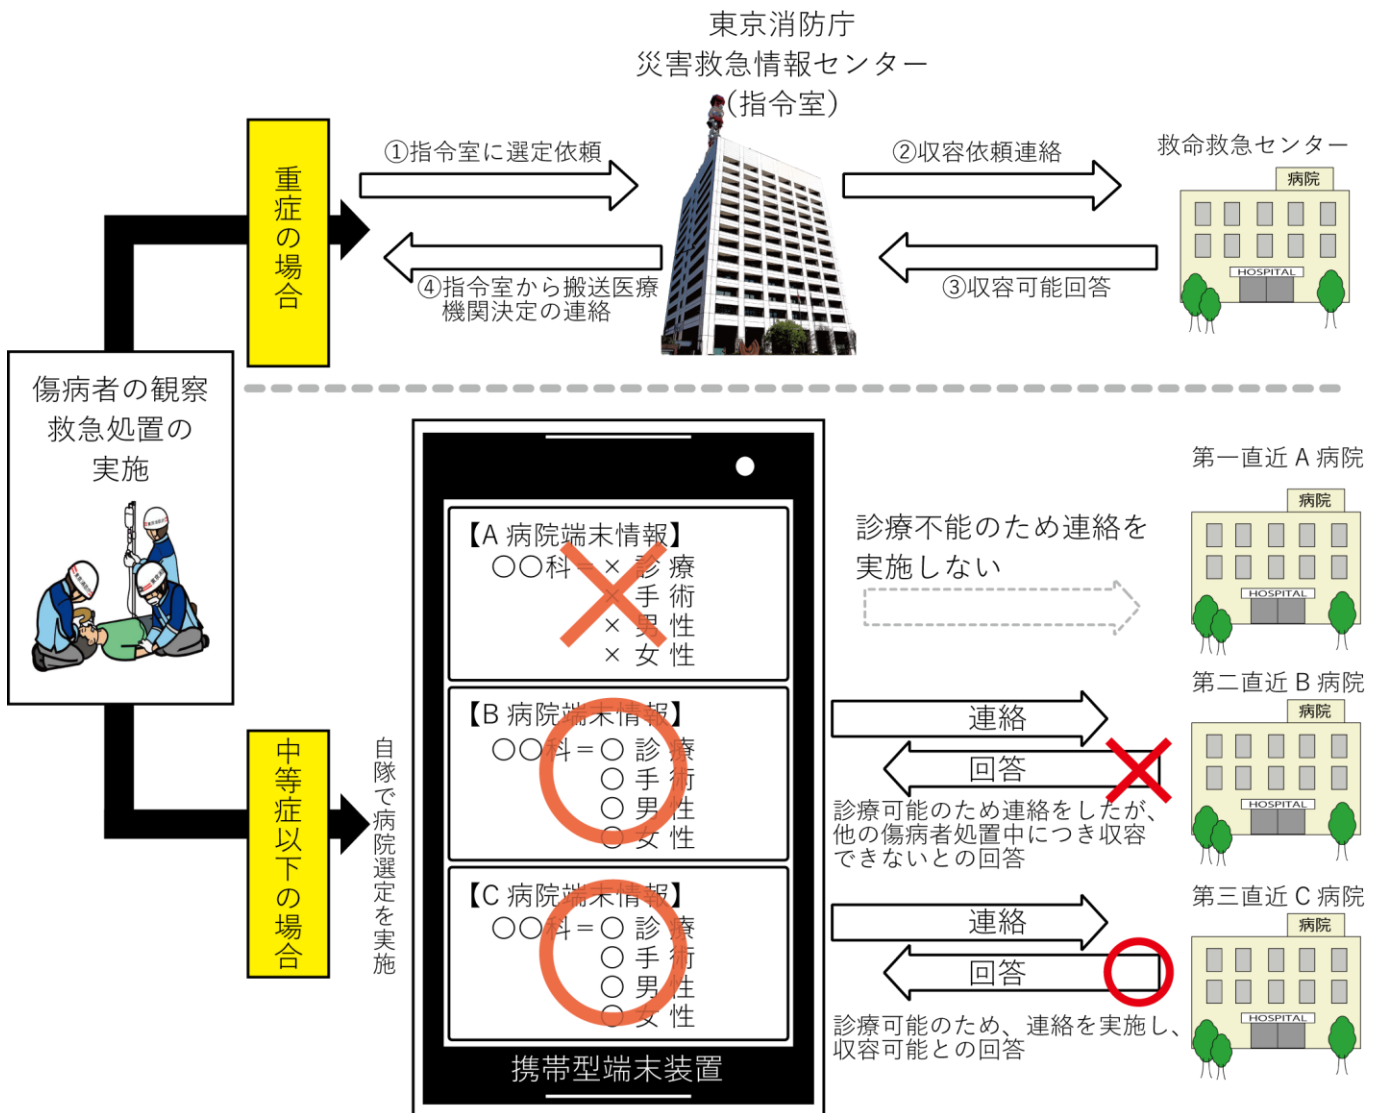 東京消防庁
災害救急情報センター
(指令室)
①指令室に選定依頼
②収容依頼連絡
救命救急センター
病院
HOSPITAL
重症の場合
④指令室から搬送医療
機関決定の連絡
③収容可能回答
傷病者の観察
救急処置の
実施
中等症以下の場合
自隊で病院選定を実施
【A 病院端末情報】
〇〇科=× 診 療
× 手 術
× 男 性
× 女 性
【B 病院端末情報】
〇〇科=〇 診 療
〇 手 術
〇 男 性
〇 女 性
【C 病院端末情報】
〇〇科=〇 診 療
〇 手 術
〇 男 性
〇 女 性
携帯型端末装置
診療不能のため連絡を
実施しない
第一直近 A 病院
病院
HOSPITAL
第二直近 B 病院
病院
HOSPITAL
連絡
回答
診療可能のため連絡をしたが、
他の傷病者処置中につき収容
できないとの回答
第三直近 C 病院
病院
HOSPITAL
連絡
回答
診療可能のため、連絡を実施し、
収容可能との回答